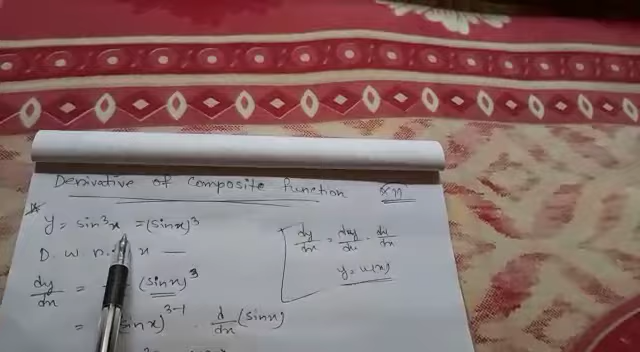 Derivative of Composite Function
y = sin³x = (sinx)³
D. w r. x
dy/dx = (sinx)³
= sinx)³⁻¹ . d/dx (sinx)
dy/dx = dy/du . du/dx
y = u(x)